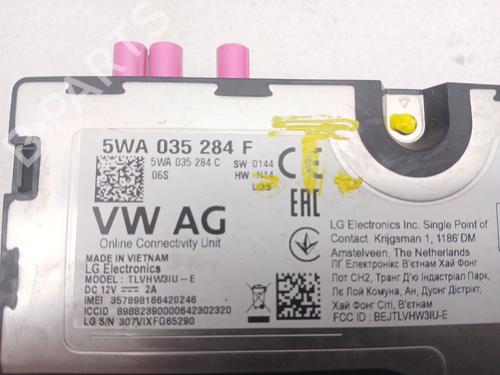 5WA 035 284 F
5WA 035 284 C
06S
SW 0144
HW H14
VW AG
Online Connectivity Unit
MADE IN VIETNAM
LG Electronics
MODEL : TLVHW3IU - E
DC 12V 2A
IMEI 357898166420246
ICCID 89882390000642302320
LG S/N : 307VIXFG65290
CE
EAC
LG Electronics Inc. Single Point of
Contact. Krijgsman 1, 1186 DM
Amstelveen, The Netherlands
ПГ Електронікс В'єтнам Хай Фонг
Лот CH2, Транг Д'ю Індастріал Парк,
Лє Лой Комуна, Ан, Дуонг Дістрікт,
Хай Фонг Сіті, В'єтнам
FCC ID : BEJTLVHW3IU-E